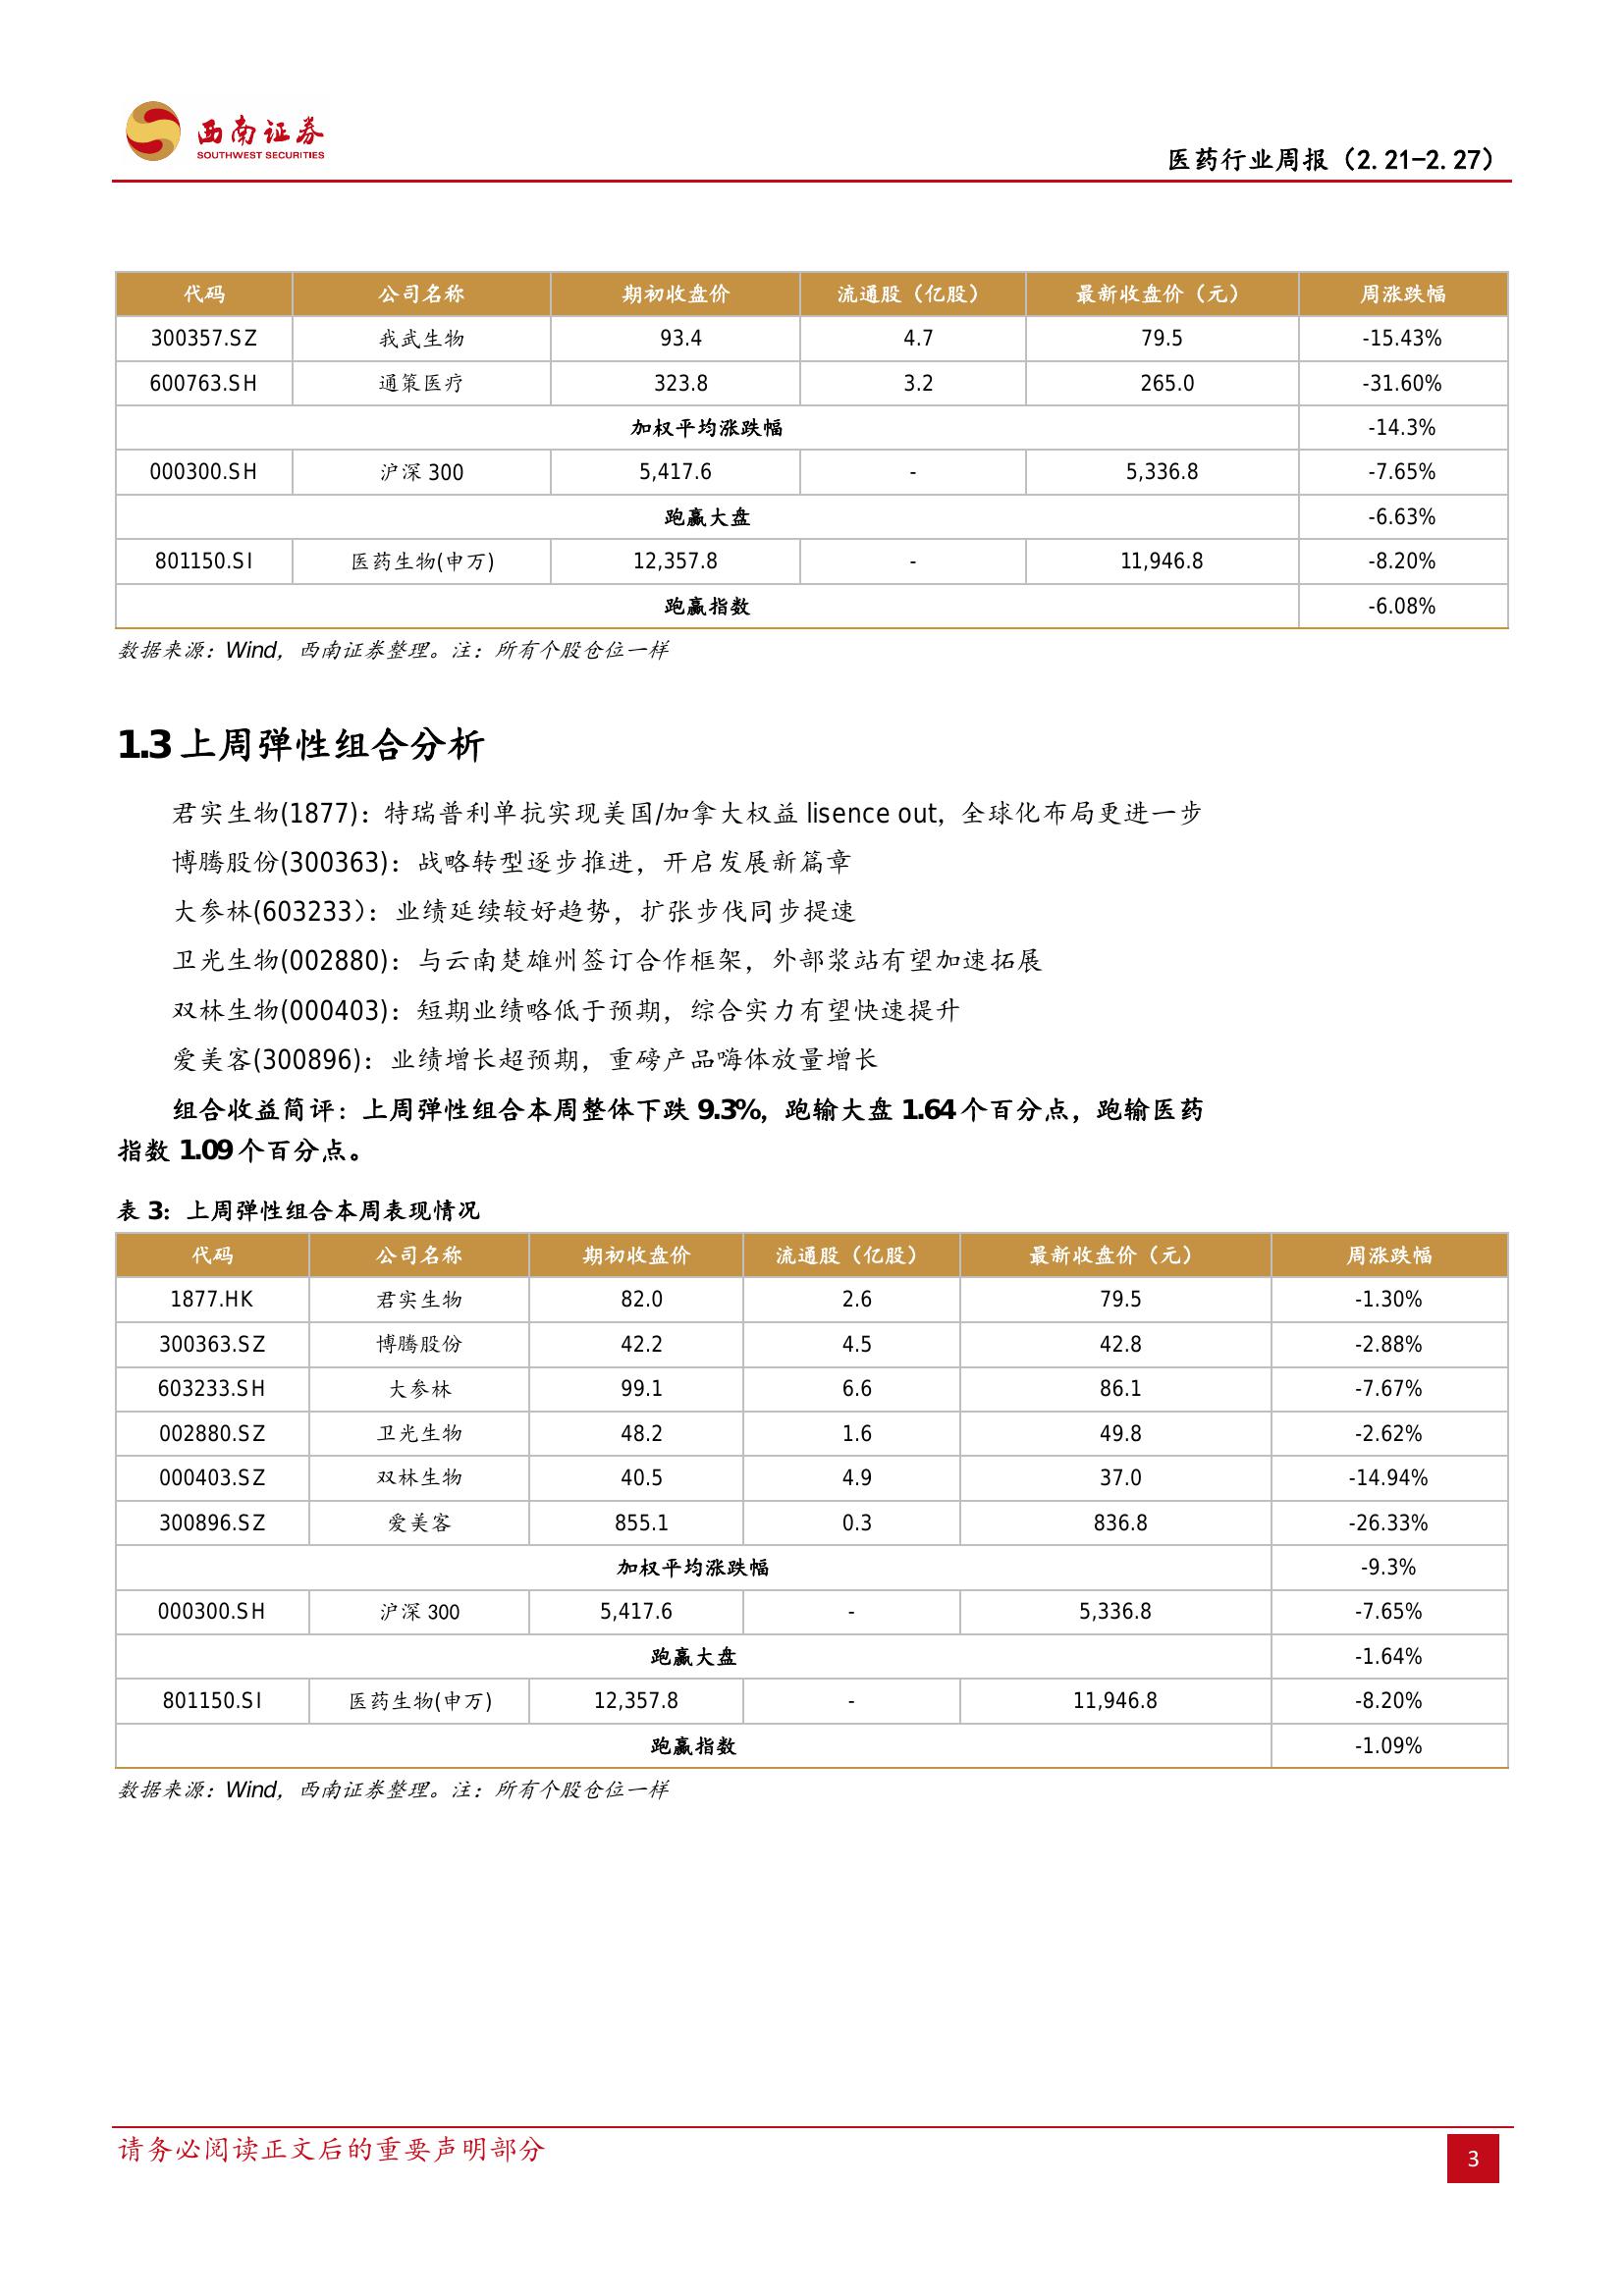 西南证券
SOUTHWEST SECURITIES
医药行业周报（2.21-2.27）
代码 公司名称 期初收盘价 流通股（亿股） 最新收盘价（元） 周涨跌幅
300357.SZ 我武生物 93.4 4.7 79.5 -15.43%
600763.SH 通策医疗 323.8 3.2 265.0 -31.60%
加权平均涨跌幅 -14.3%
000300.SH 沪深 300 5,417.6 - 5,336.8 -7.65%
跑赢大盘 -6.63%
801150.SI 医药生物(申万) 12,357.8 - 11,946.8 -8.20%
跑赢指数 -6.08%
数据来源：Wind，西南证券整理。注：所有个股仓位一样
1.3 上周弹性组合分析
君实生物(1877)：特瑞普利单抗实现美国/加拿大权益 lisence out，全球化布局更进一步
博腾股份(300363)：战略转型逐步推进，开启发展新篇章
大参林(603233）：业绩延续较好趋势，扩张步伐同步提速
卫光生物(002880)：与云南楚雄州签订合作框架，外部浆站有望加速拓展
双林生物(000403)：短期业绩略低于预期，综合实力有望快速提升
爱美客(300896)：业绩增长超预期，重磅产品嗨体放量增长
组合收益简评：上周弹性组合本周整体下跌 9.3%，跑输大盘 1.64 个百分点，跑输医药
指数 1.09 个百分点。
表 3：上周弹性组合本周表现情况
代码 公司名称 期初收盘价 流通股（亿股） 最新收盘价（元） 周涨跌幅
1877.HK 君实生物 82.0 2.6 79.5 -1.30%
300363.SZ 博腾股份 42.2 4.5 42.8 -2.88%
603233.SH 大参林 99.1 6.6 86.1 -7.67%
002880.SZ 卫光生物 48.2 1.6 49.8 -2.62%
000403.SZ 双林生物 40.5 4.9 37.0 -14.94%
300896.SZ 爱美客 855.1 0.3 836.8 -26.33%
加权平均涨跌幅 -9.3%
000300.SH 沪深 300 5,417.6 - 5,336.8 -7.65%
跑赢大盘 -1.64%
801150.SI 医药生物(申万) 12,357.8 - 11,946.8 -8.20%
跑赢指数 -1.09%
数据来源：Wind，西南证券整理。注：所有个股仓位一样
请务必阅读正文后的重要声明部分
3